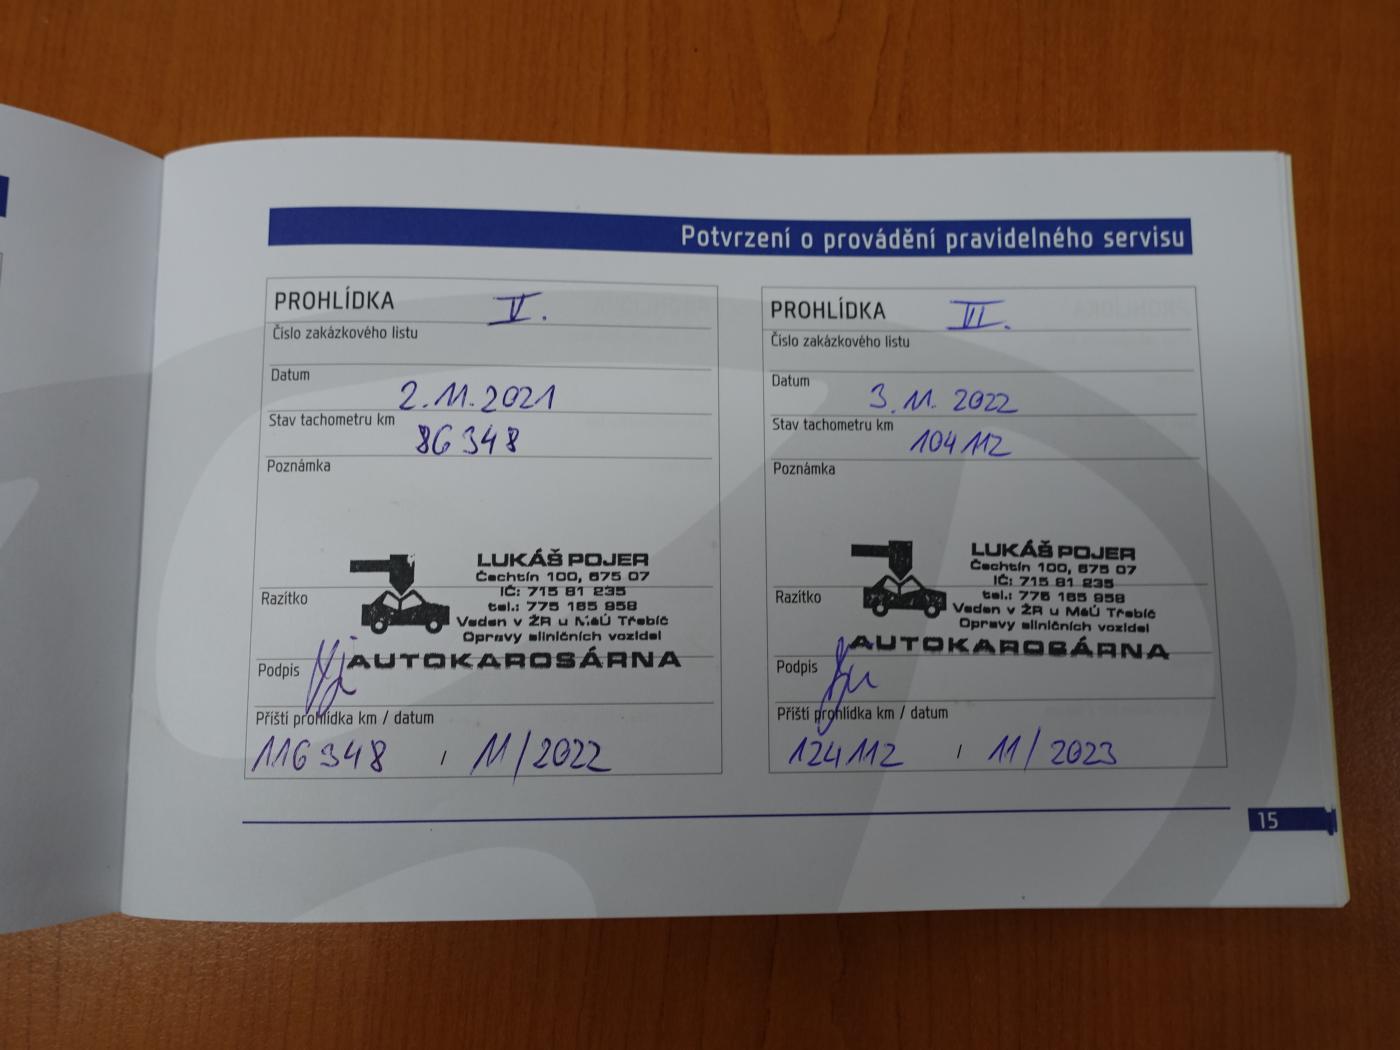 Potvrzení o provádění pravidelného servisu
PROHLÍDKA V.
Číslo zakázkového listu
Datum 2.11.2021
Stav tachometru km 86 348
Poznámka
LUKÁŠ POJER
Čechtín 100, 675 07
IČ: 715 81 235
tel.: 775 165 958
Veden v ŽR u MěÚ Třebíč
Opravy silničních vozidel
AUTOKAROSÁRNA
Razítko
Podpis
Příští prohlídka km / datum
116 348 / 11/2022
PROHLÍDKA VI.
Číslo zakázkového listu
Datum 3.11.2022
Stav tachometru km 104 112
Poznámka
LUKÁŠ POJER
Čechtín 100, 675 07
IČ: 715 81 235
tel.: 775 165 958
Veden v ŽR u MěÚ Třebíč
Opravy silničních vozidel
AUTOKAROSÁRNA
Razítko
Podpis
Příští prohlídka km / datum
124 112 / 11/2023
15